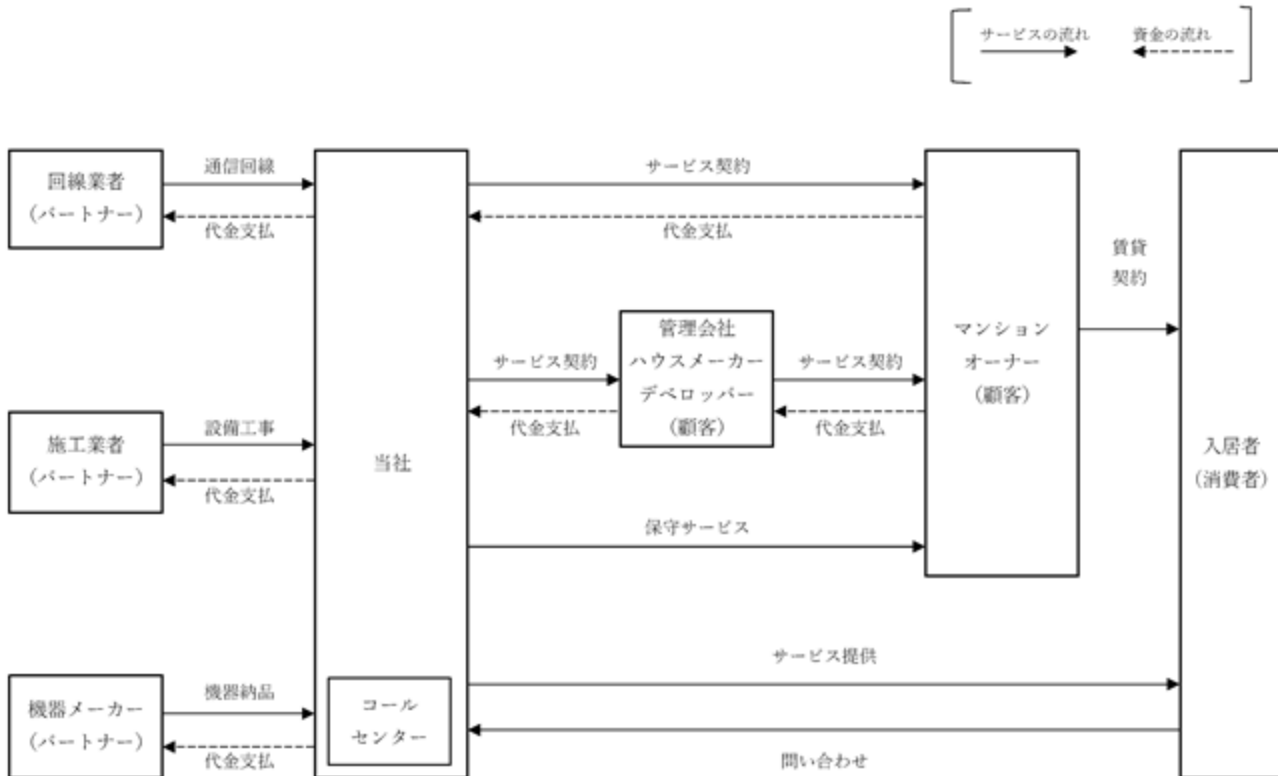 サービスの流れ
資金の流れ
回線業者
(パートナー)
通信回線
代金支払
サービス契約
代金支払
賃貸
契約
管理会社
ハウスメーカー
デベロッパー
(顧客)
サービス契約
代金支払
サービス契約
代金支払
マンション
オーナー
(顧客)
施工業者
(パートナー)
設備工事
代金支払
当社
入居者
(消費者)
保守サービス
サービス提供
機器メーカー
(パートナー)
機器納品
代金支払
コール
センター
問い合わせ